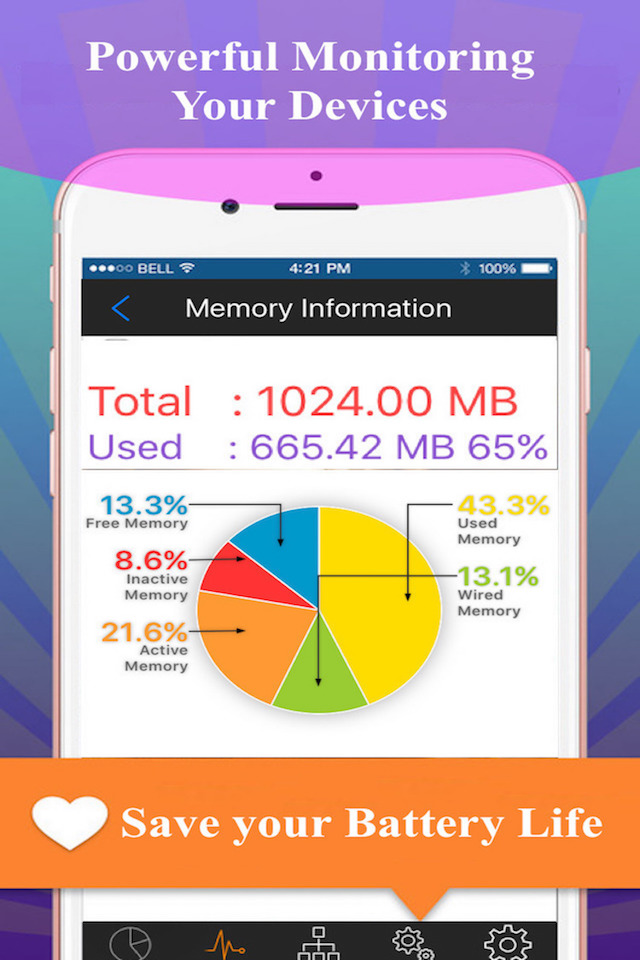 Powerful Monitoring
Your Devices
BELL 4:21 PM 100%
Memory Information
Total : 1024.00 MB
Used : 665.42 MB 65%
13.3%
Free Memory
43.3%
Used
Memory
8.6%
Inactive
Memory
13.1%
Wired
Memory
21.6%
Active
Memory
Save your Battery Life